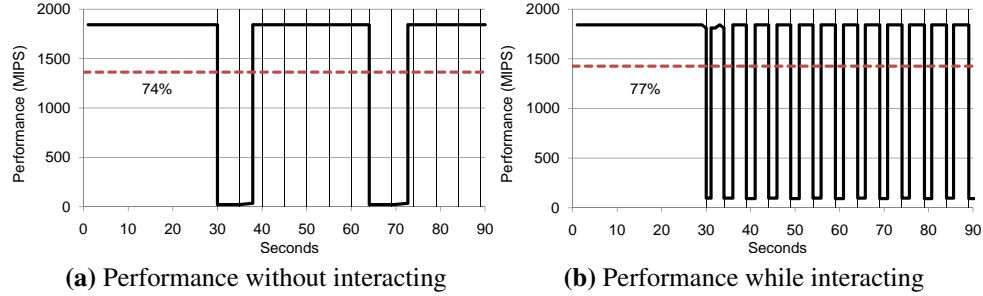 Performance (MIPS)
2000
1500
1000
500
0
74%
0 10 20 30 40 50 60 70 80 90
Seconds
(a) Performance without interacting
Performance (MIPS)
2000
1500
1000
500
0
77%
0 10 20 30 40 50 60 70 80 90
Seconds
(b) Performance while interacting